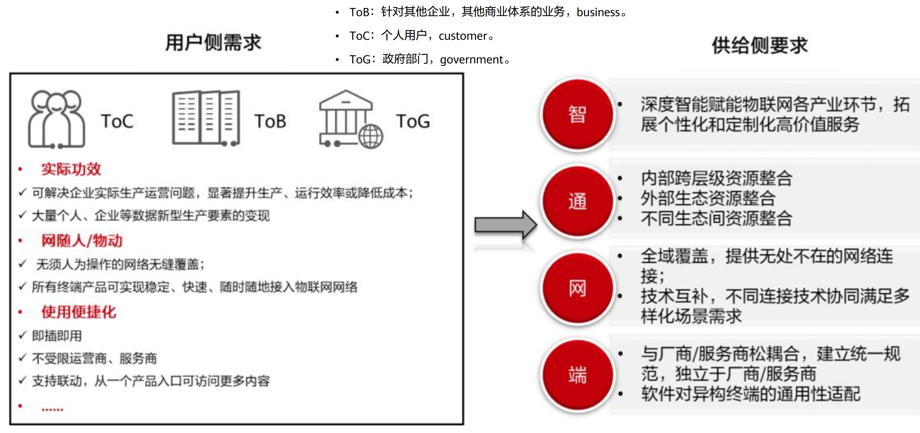 • ToB：针对其他企业，其他商业体系的业务，business。
• ToC：个人用户，customer。
• ToG：政府部门，government。
用户侧需求
ToC
ToB
ToG
• 实际功效
✓ 可解决企业实际生产运营问题，显著提升生产、运行效率或降低成本；
✓ 大量个人、企业等数据新型生产要素的变现
• 网随人/物动
✓ 无须人为操作的网络无缝覆盖；
✓ 所有终端产品可实现稳定、快速、随时随地接入物联网网络
• 使用便捷化
✓ 即插即用
✓ 不受限运营商、服务商
✓ 支持联动，从一个产品入口可访问更多内容
• ......
供给侧要求
智
• 深度智能赋能物联网各产业环节，拓
展个性化和定制化高价值服务
通
• 内部跨层级资源整合
• 外部生态资源整合
• 不同生态间资源整合
网
• 全域覆盖，提供无处不在的网络连
接；
• 技术互补，不同连接技术协同满足多
样化场景需求
端
• 与厂商/服务商松耦合，建立统一规
范，独立于厂商/服务商
• 软件对异构终端的通用性适配